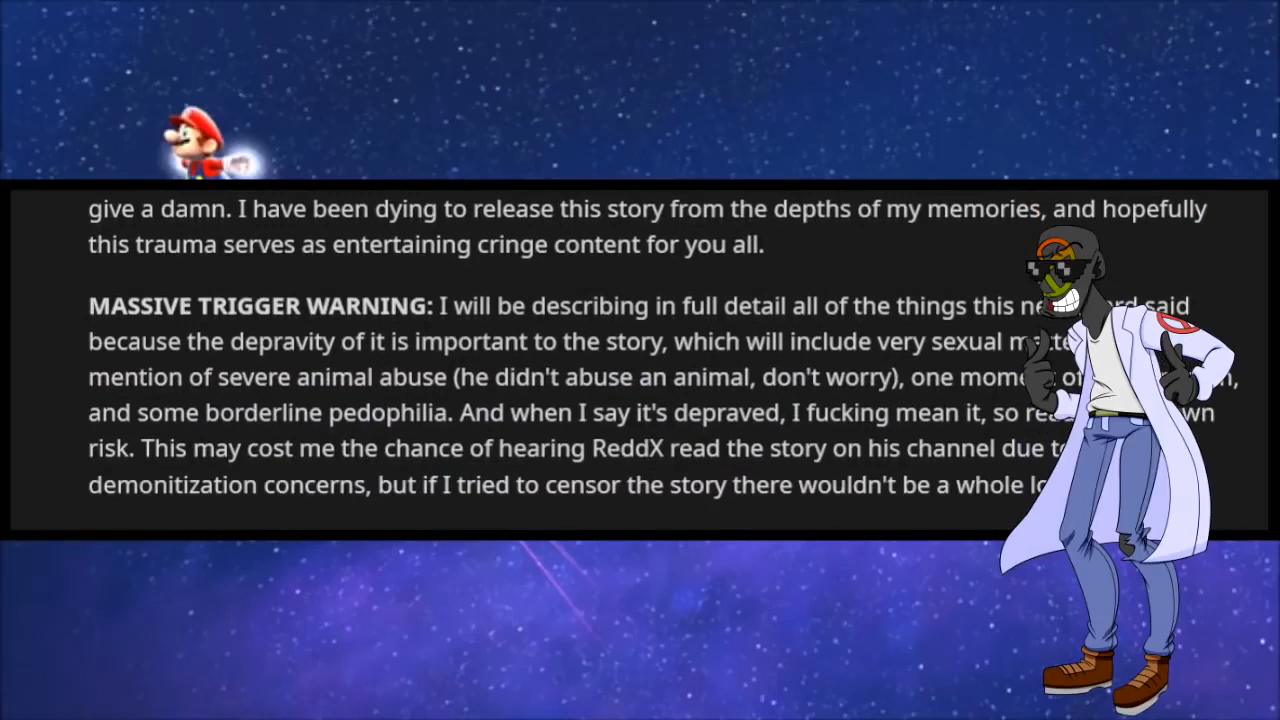 give a damn. I have been dying to release this story from the depths of my memories, and hopefully
this trauma serves as entertaining cringe content for you all.
MASSIVE TRIGGER WARNING: I will be describing in full detail all of the things this said
because the depravity of it is important to the story, which will include very sexual
mention of severe animal abuse (he didn't abuse an animal, don't worry), one
and some borderline pedophilia. And when I say it's depraved, I fucking mean it, so
risk. This may cost me the chance of hearing ReddX read the story on his channel due
demonitization concerns, but if I tried to censor the story there wouldn't be a whole